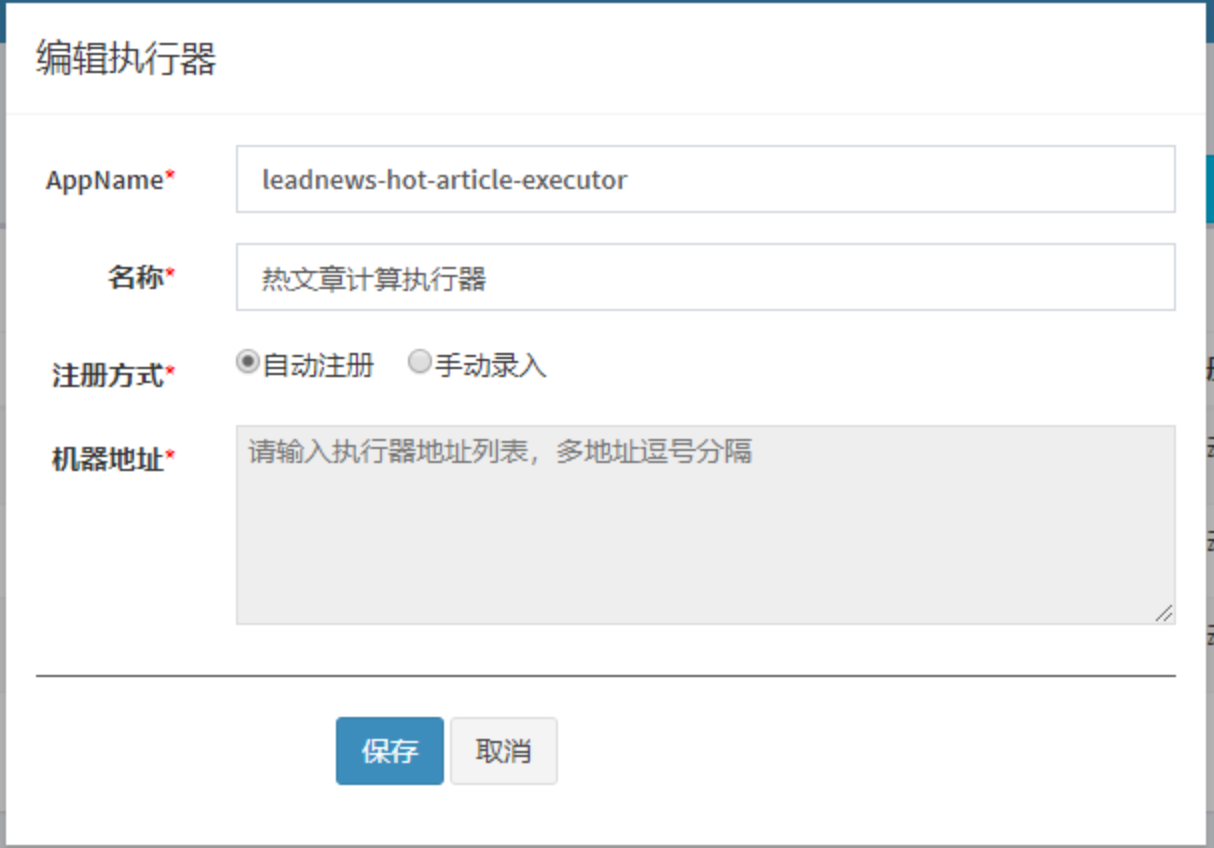 编辑执行器
AppName* leadnews-hot-article-executor
名称* 热文章计算执行器
注册方式* 自动注册 手动录入
机器地址* 请输入执行器地址列表，多地址逗号分隔
保存 取消